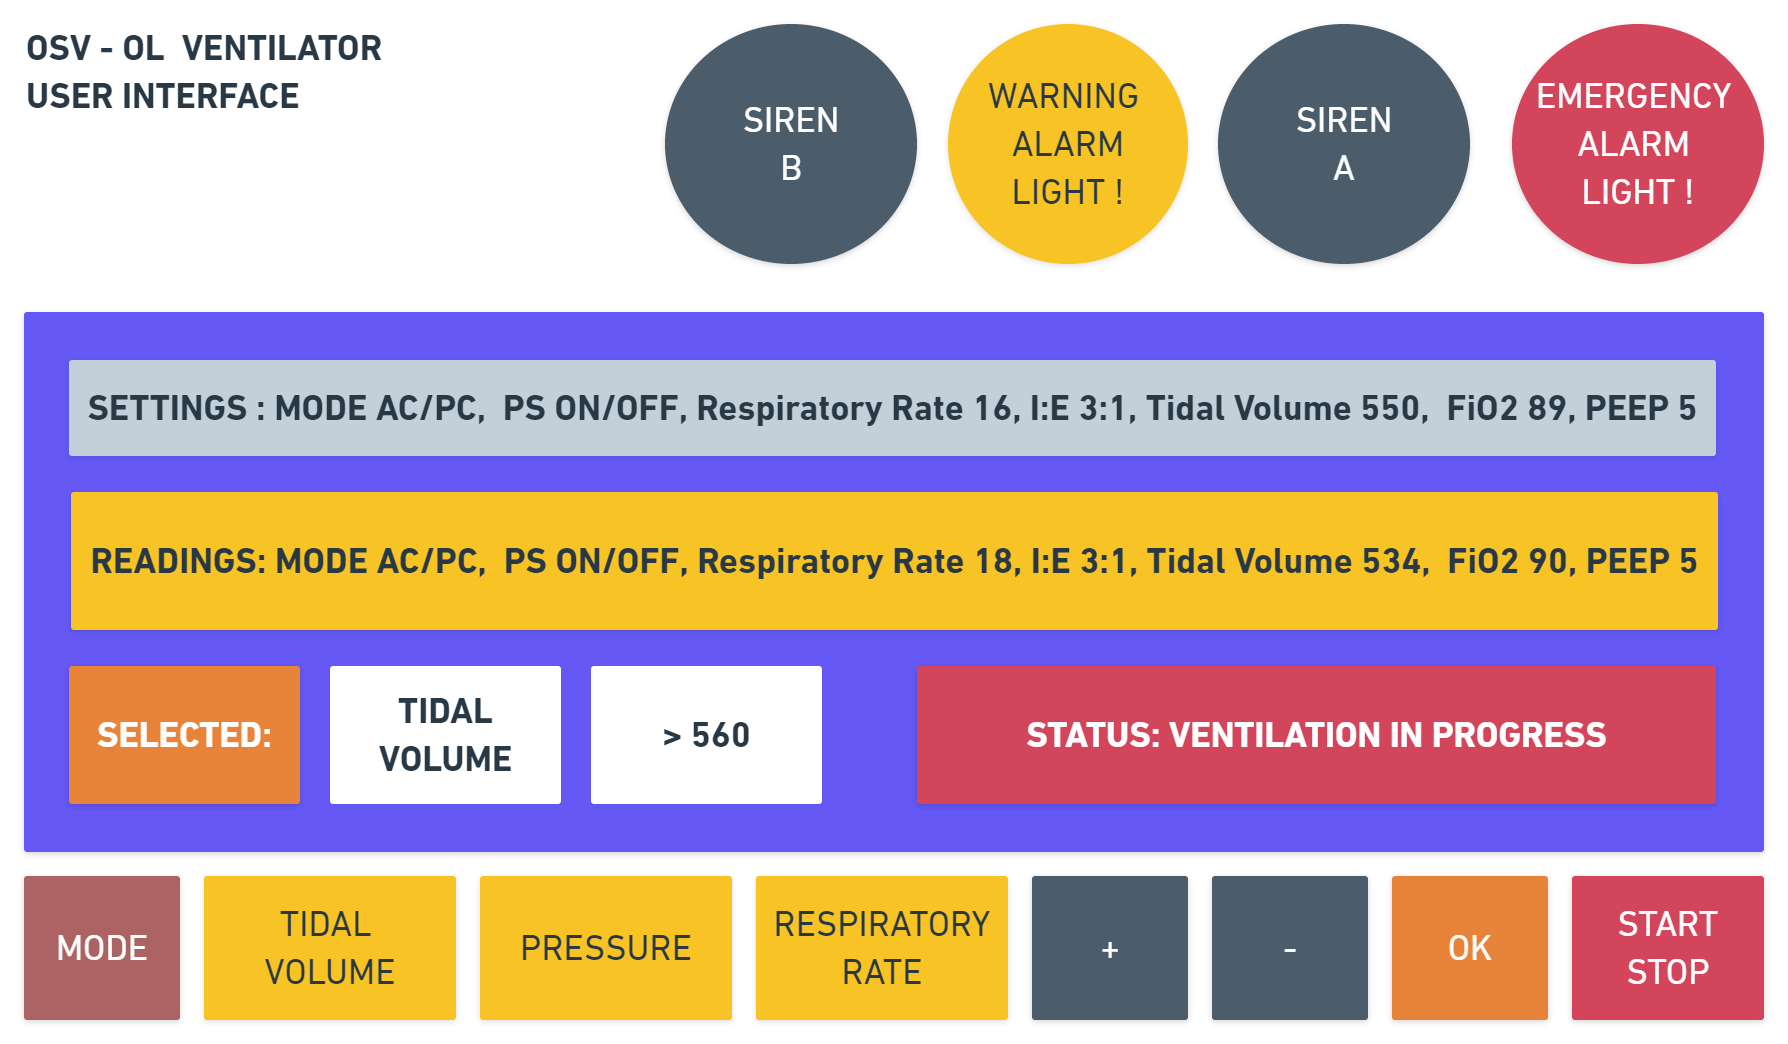 OSV - OL VENTILATOR
USER INTERFACE
SIREN
B
WARNING
ALARM
LIGHT !
SIREN
A
EMERGENCY
ALARM
LIGHT !
SETTINGS : MODE AC/PC, PS ON/OFF, Respiratory Rate 16, I:E 3:1, Tidal Volume 550, FiO2 89, PEEP 5
READINGS: MODE AC/PC, PS ON/OFF, Respiratory Rate 18, I:E 3:1, Tidal Volume 534, FiO2 90, PEEP 5
SELECTED:
TIDAL
VOLUME
> 560
STATUS: VENTILATION IN PROGRESS
MODE
TIDAL
VOLUME
PRESSURE
RESPIRATORY
RATE
+
-
OK
START
STOP